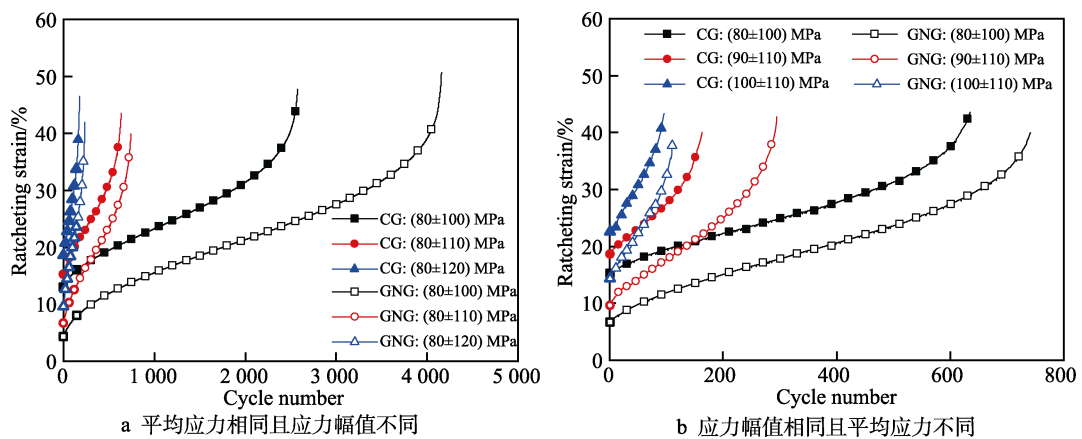 60
50
40
30
20
10
0
Ratcheting strain/%
CG: (80±100) MPa
CG: (80±110) MPa
CG: (80±120) MPa
GNG: (80±100) MPa
GNG: (80±110) MPa
GNG: (80±120) MPa
0 1 000 2 000 3 000 4 000 5 000
Cycle number
a 平均应力相同且应力幅值不同
60
50
40
30
20
10
0
Ratcheting strain/%
CG: (80±100) MPa GNG: (80±100) MPa
CG: (90±110) MPa GNG: (90±110) MPa
CG: (100±110) MPa GNG: (100±110) MPa
0 200 400 600 800
Cycle number
b 应力幅值相同且平均应力不同